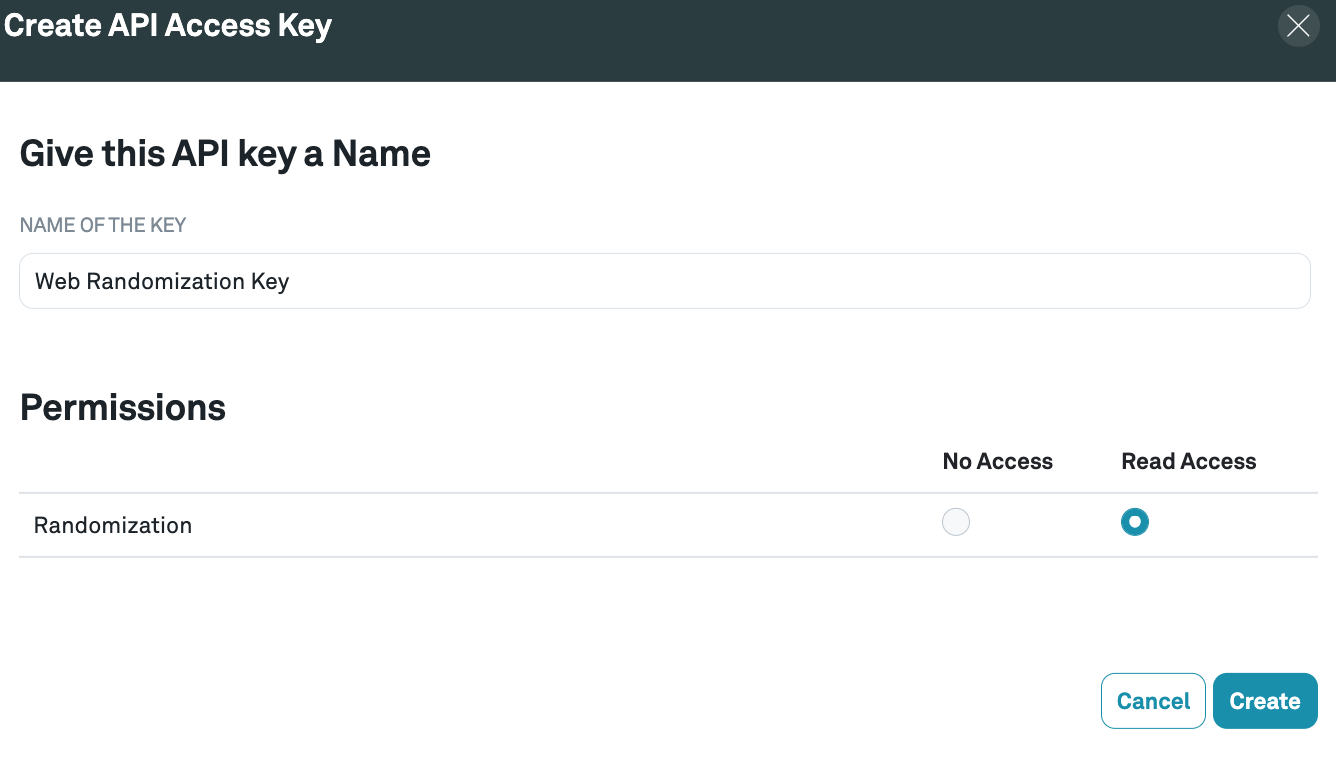 Create API Access Key
Give this API key a Name
NAME OF THE KEY
Web Randomization Key
Permissions
No Access Read Access
Randomization
Cancel Create